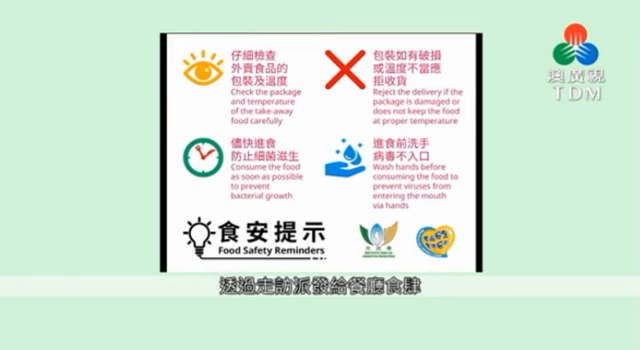 仔細檢查
外賣食品的
包裝及溫度
Check the package
and temperature
of the take-away
food carefully
包裝如有破損
或溫度不當應
拒收貨
Reject the delivery if the
package is damaged or
does not keep the food
at proper temperature
儘快進食
防止細菌滋生
Consume the food
as soon as possible
to prevent
bacterial growth
進食前洗手
病毒不入口
Wash hands before
consuming the food to
prevent viruses from
entering the mouth
via hands
食安提示
Food Safety Reminders
澳廣視
TDM
透過走訪派發給餐廳食肆